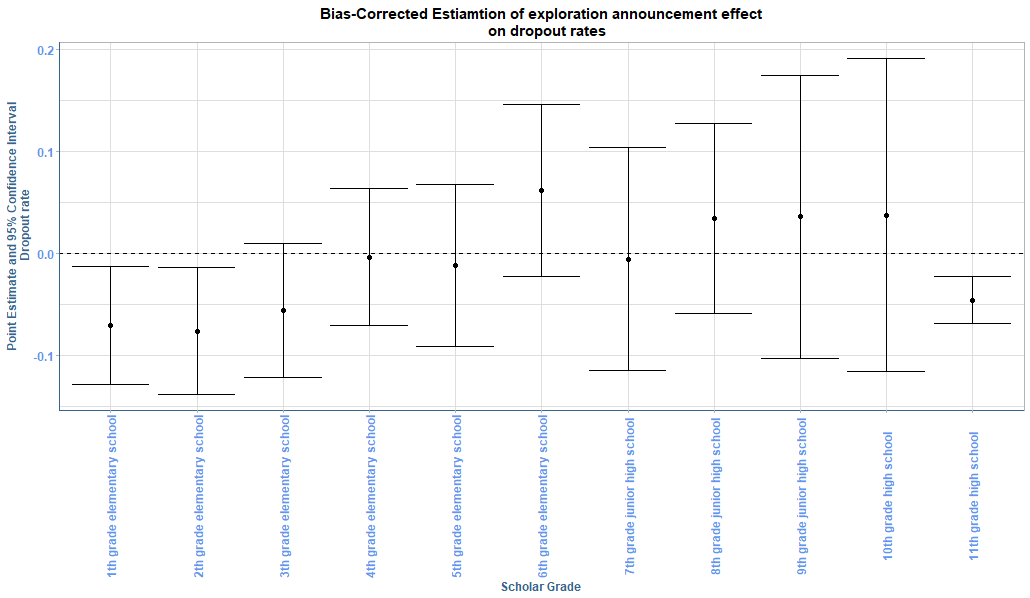 Bias-Corrected Estiamtion of exploration announcement effect
on dropout rates
Point Estimate and 95% Confidence Interval
Dropout rate
0.2
0.1
0.0
-0.1
1th grade elementary school
2th grade elementary school
3th grade elementary school
4th grade elementary school
5th grade elementary school
6th grade elementary school
7th grade junior high school
8th grade junior high school
9th grade junior high school
10th grade high school
11th grade high school
Scholar Grade